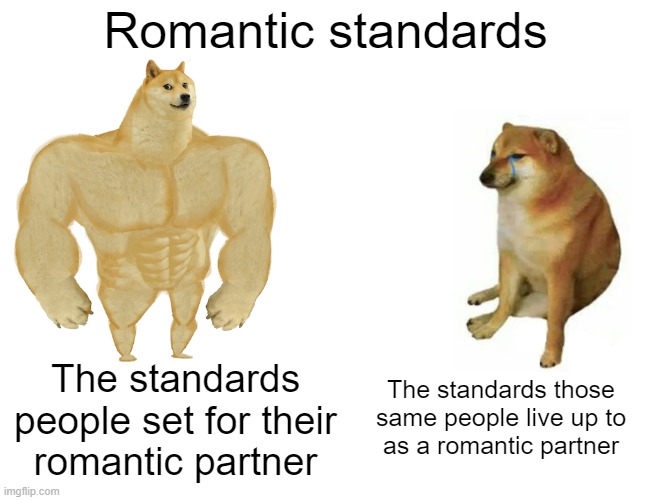 Romantic standards
The standards
people set for their
romantic partner
The standards those
same people live up to
as a romantic partner
imgflip.com